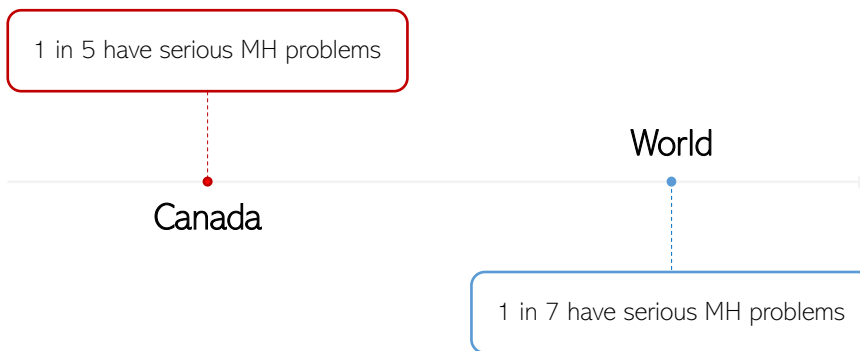 1 in 5 have serious MH problems
World
Canada
1 in 7 have serious MH problems